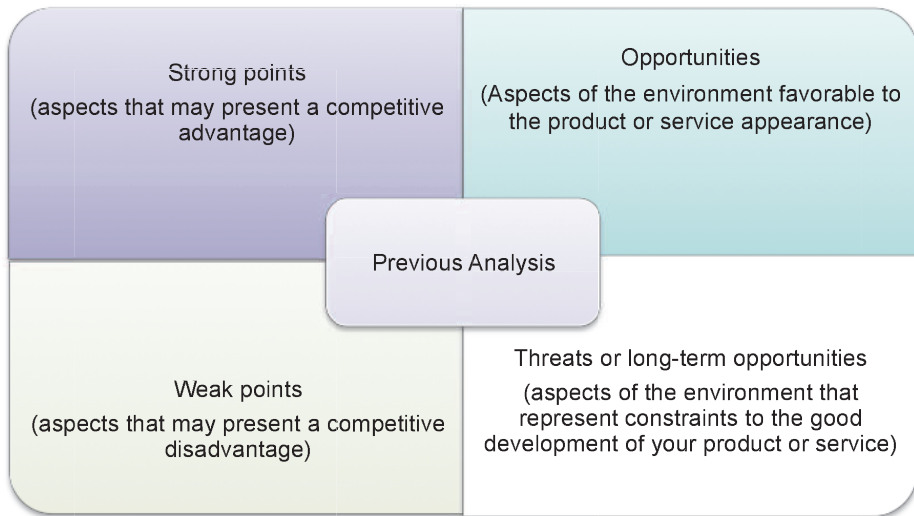 Strong points
(aspects that may present a competitive
advantage)
Opportunities
(Aspects of the environment favorable to
the product or service appearance)
Previous Analysis
Weak points
(aspects that may present a competitive
disadvantage)
Threats or long-term opportunities
(aspects of the environment that
represent constraints to the good
development of your product or service)